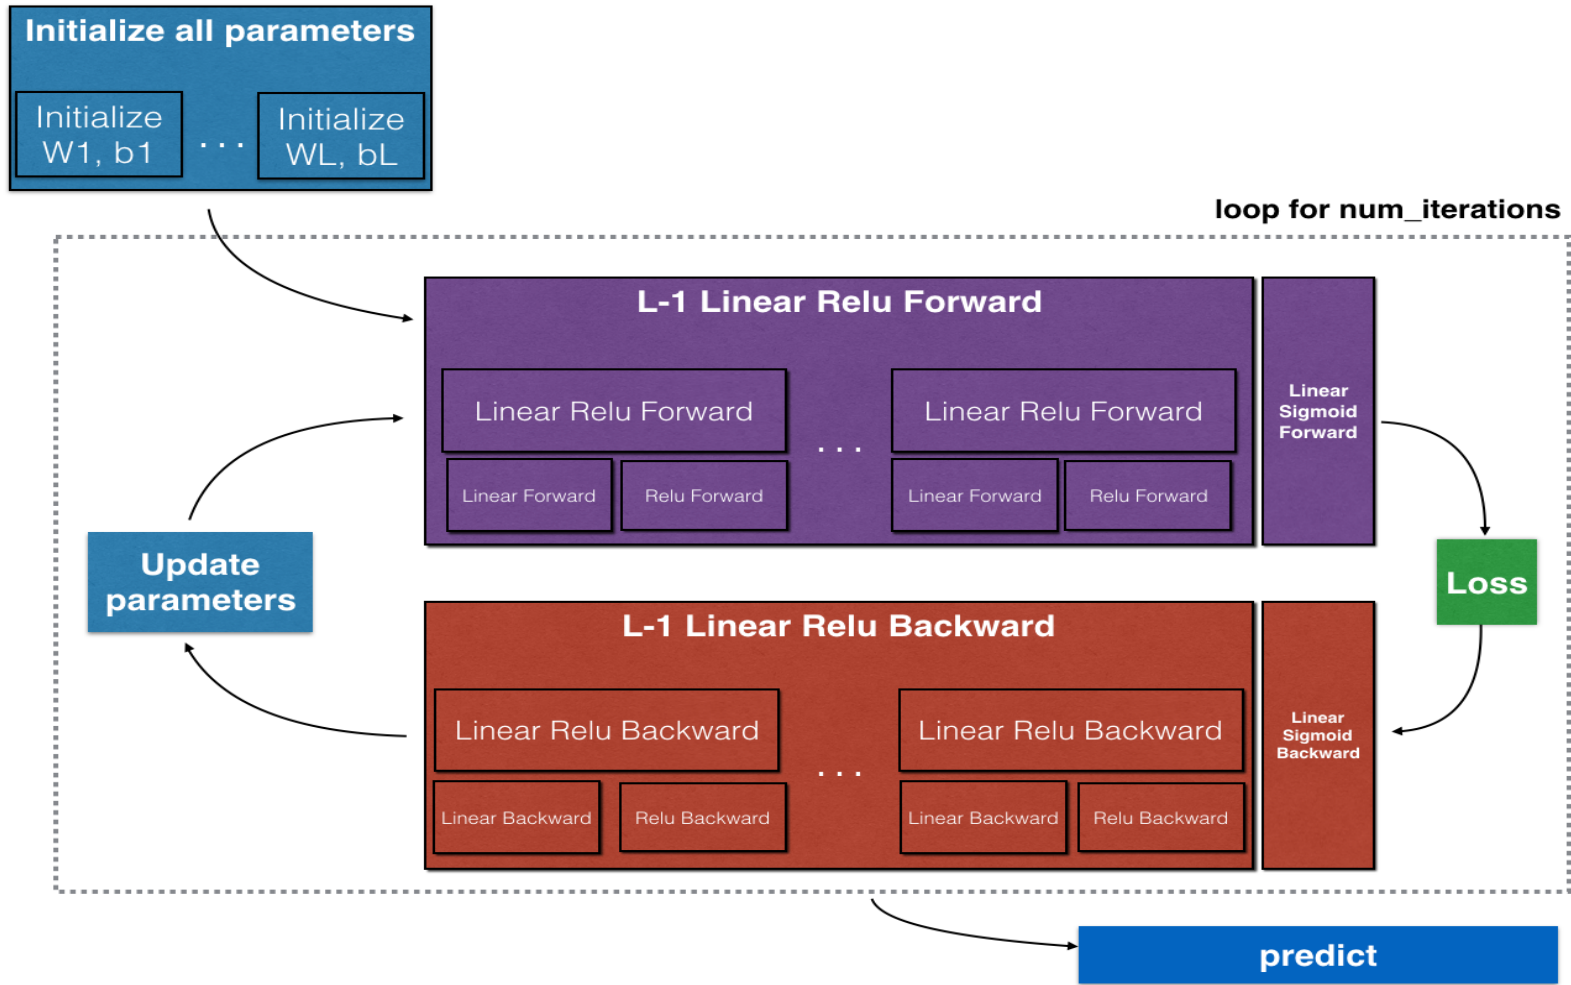 Initialize all parameters
Initialize
W1, b1
. . .
Initialize
WL, bL
loop for num_iterations
L-1 Linear Relu Forward
Linear Relu Forward
. . .
Linear Relu Forward
Linear Forward
Relu Forward
Linear Forward
Relu Forward
Linear
Sigmoid
Forward
Update
parameters
Loss
L-1 Linear Relu Backward
Linear Relu Backward
. . .
Linear Relu Backward
Linear Backward
Relu Backward
Linear Backward
Relu Backward
Linear
Sigmoid
Backward
predict